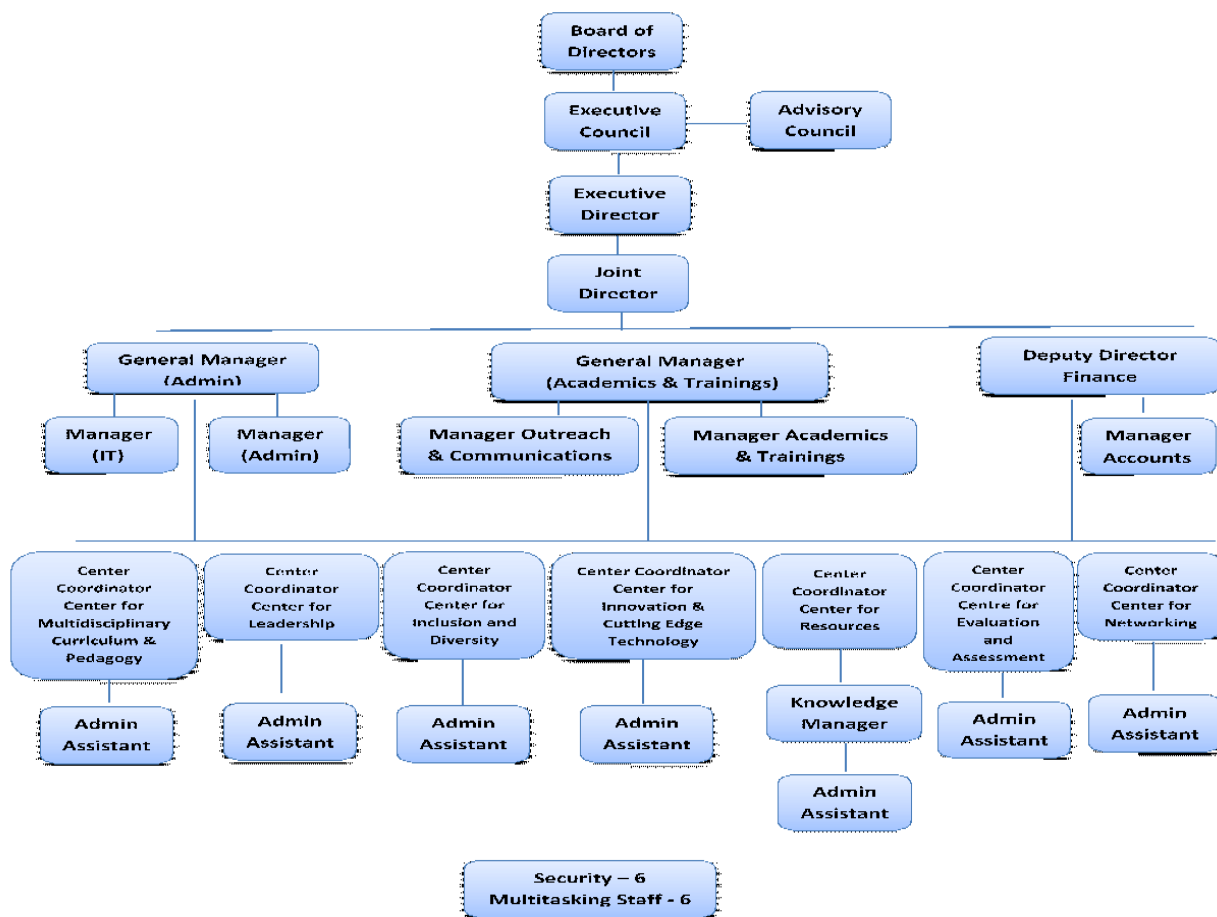 Board of
Directors
Executive
Council
Advisory
Council
Executive
Director
Joint
Director
General Manager
(Admin)
General Manager
(Academics & Trainings)
Deputy Director
Finance
Manager
(IT)
Manager
(Admin)
Manager Outreach
& Communications
Manager Academics
& Trainings
Manager
Accounts
Center
Coordinator
Center for
Multidisciplinary
Curriculum &
Pedagogy
Center
Coordinator
Center for
Leadership
Center
Coordinator
Center for
Inclusion and
Diversity
Center Coordinator
Center for
Innovation &
Cutting Edge
Technology
Center
Coordinator
Center for
Resources
Center
Coordinator
Centre for
Evaluation
and
Assessment
Center
Coordinator
Center for
Networking
Admin
Assistant
Admin
Assistant
Admin
Assistant
Admin
Assistant
Knowledge
Manager
Admin
Assistant
Admin
Assistant
Admin
Assistant
Security – 6
Multitasking Staff - 6